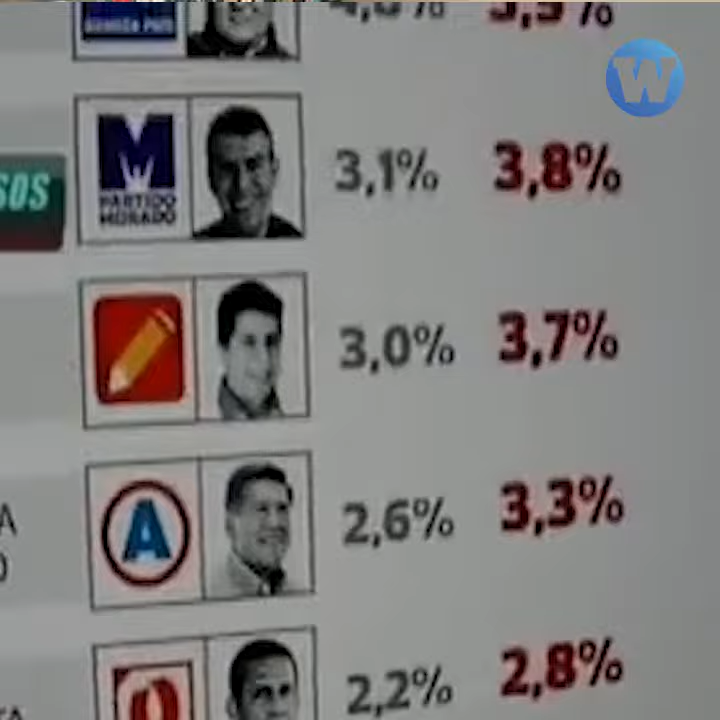 3,1% 3,8%
PARTIDO
MORADO
SOS
3,0% 3,7%
2,6% 3,3%
A
2,2% 2,8%
W